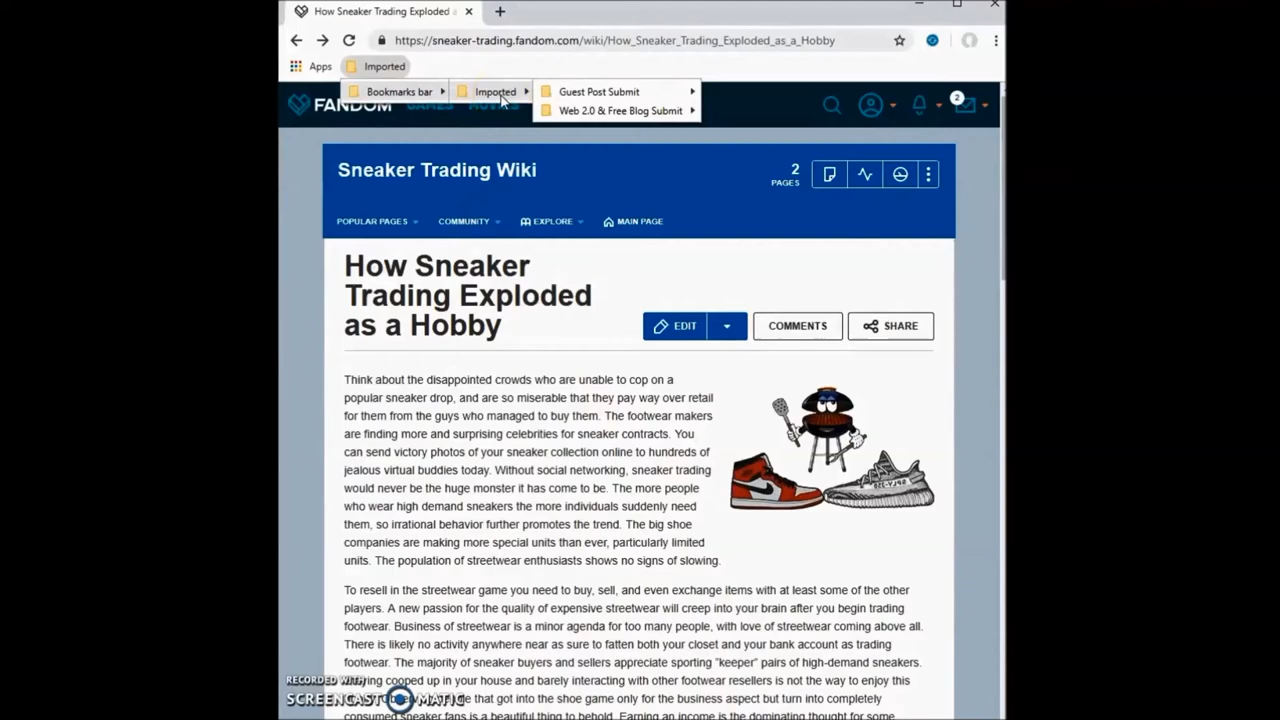 How Sneaker Trading Exploded a
https://sneaker-trading.fandom.com/wiki/How_Sneaker_Trading_Exploded_as_a_Hobby
Apps Imported
Bookmarks bar Imported Guest Post Submit
Web 2.0 & Free Blog Submit
FANDOM GAMES MOVIES 2
Sneaker Trading Wiki
2
PAGES
POPULAR PAGES COMMUNITY EXPLORE MAIN PAGE
How Sneaker
Trading Exploded
as a Hobby
EDIT COMMENTS SHARE
Think about the disappointed crowds who are unable to cop on a
popular sneaker drop, and are so miserable that they pay way over retail
for them from the guys who managed to buy them. The footwear makers
are finding more and surprising celebrities for sneaker contracts. You
can send victory photos of your sneaker collection online to hundreds of
jealous virtual buddies today. Without social networking, sneaker trading
would never be the huge monster it has come to be. The more people
who wear high demand sneakers the more individuals suddenly need
them, so irrational behavior further promotes the trend. The big shoe
companies are making more special units than ever, particularly limited
units. The population of streetwear enthusiasts shows no signs of slowing.
To resell in the streetwear game you need to buy, sell, and even exchange items with at least some of the other
players. A new passion for the quality of expensive streetwear will creep into your brain after you begin trading
footwear. Business of streetwear is a minor agenda for too many people, with love of streetwear coming above all.
There is likely no activity anywhere near as sure to fatten both your closet and your bank account as trading
footwear. The majority of sneaker buyers and sellers appreciate sporting "keeper" pairs of high-demand sneakers.
cooped up in your house and barely interacting with other footwear resellers is not the way to enjoy this
that got into the shoe game only for the business aspect but turn into completely
consumed sneaker fans is a beautiful thing to behold. Earning an income is the dominating thought for some
RECORDED WITH
SCREENCAST MATIC